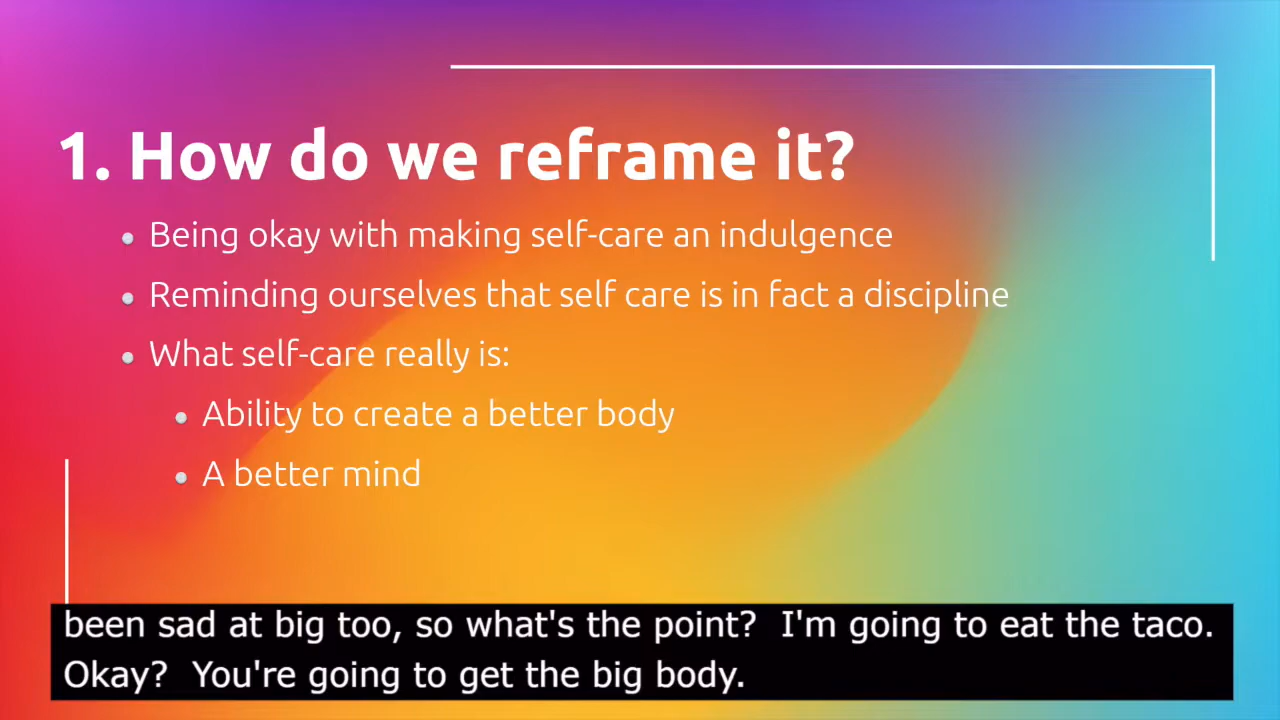 1. How do we reframe it?
Being okay with making self-care an indulgence
Reminding ourselves that self care is in fact a discipline
What self-care really is:
Ability to create a better body
A better mind
been sad at big too, so what's the point?  I'm going to eat the taco.
Okay?  You're going to get the big body.